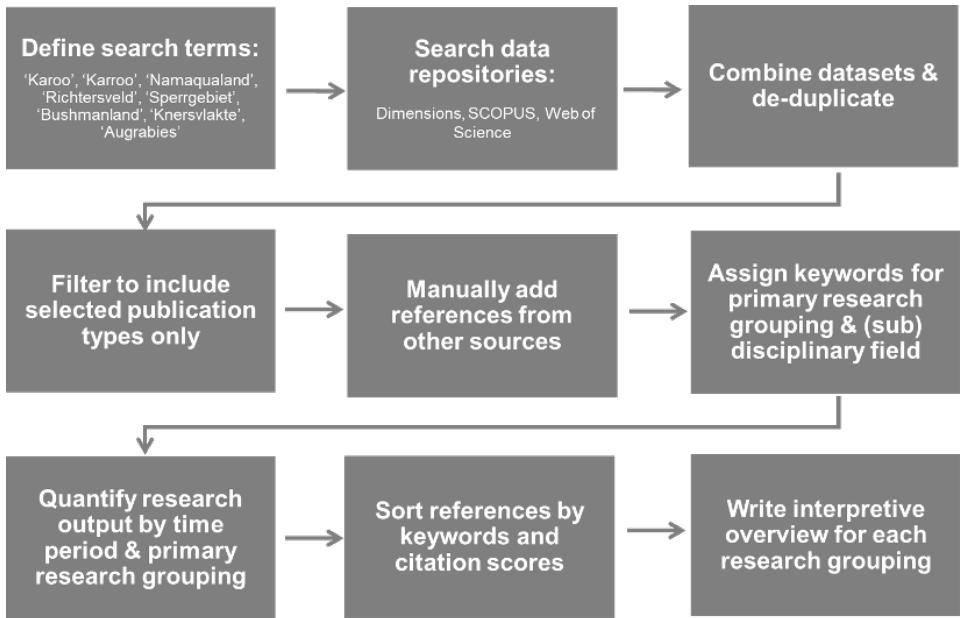 Define search terms:
‘Karoo’, ‘Karroo’, ‘Namaqualand’,
‘Richtersveld’, ‘Sperrgebiet’,
‘Bushmanland’, ‘Knersvlakte’,
‘Augrabies’
Search data
repositories:
Dimensions, SCOPUS, Web of
Science
Combine datasets &
de-duplicate
Filter to include
selected publication
types only
Manually add
references from
other sources
Assign keywords for
primary research
grouping & (sub)
disciplinary field
Quantify research
output by time
period & primary
research grouping
Sort references by
keywords and
citation scores
Write interpretive
overview for each
research grouping